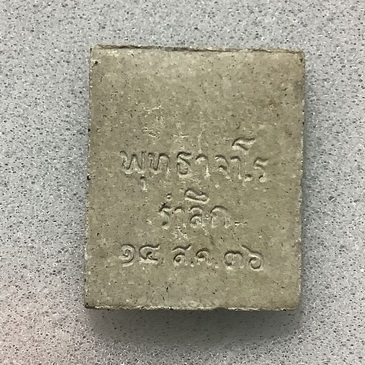 พุทธาจาโร
รำลึก
๑๔ ส.ค. ๓๖